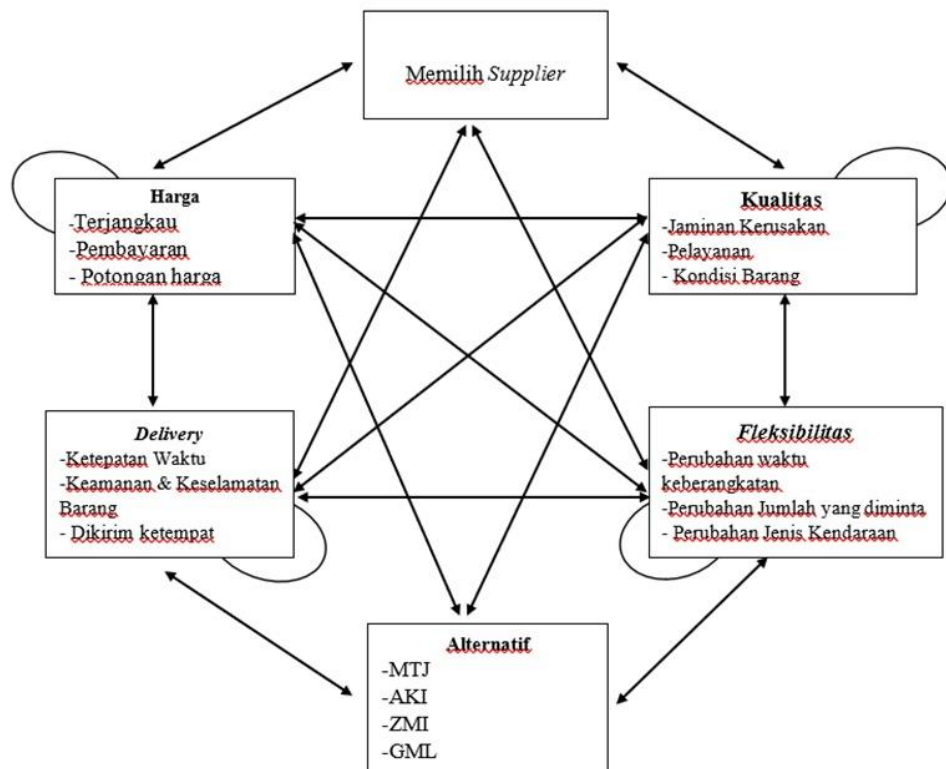 Memilih Supplier
Harga
-Terjangkau
-Pembayaran
- Potongan harga
Kualitas
-Jaminan Kerusakan
-Pelayanan
- Kondisi Barang
Delivery
-Ketepatan Waktu
-Keamanan & Keselamatan
Barang
- Dikirim ketempat
Fleksibilitas
-Perubahan waktu
keberangkatan
-Perubahan Jumlah yang diminta
- Perubahan Jenis Kendaraan
Alternatif
-MTJ
-AKI
-ZMI
-GML